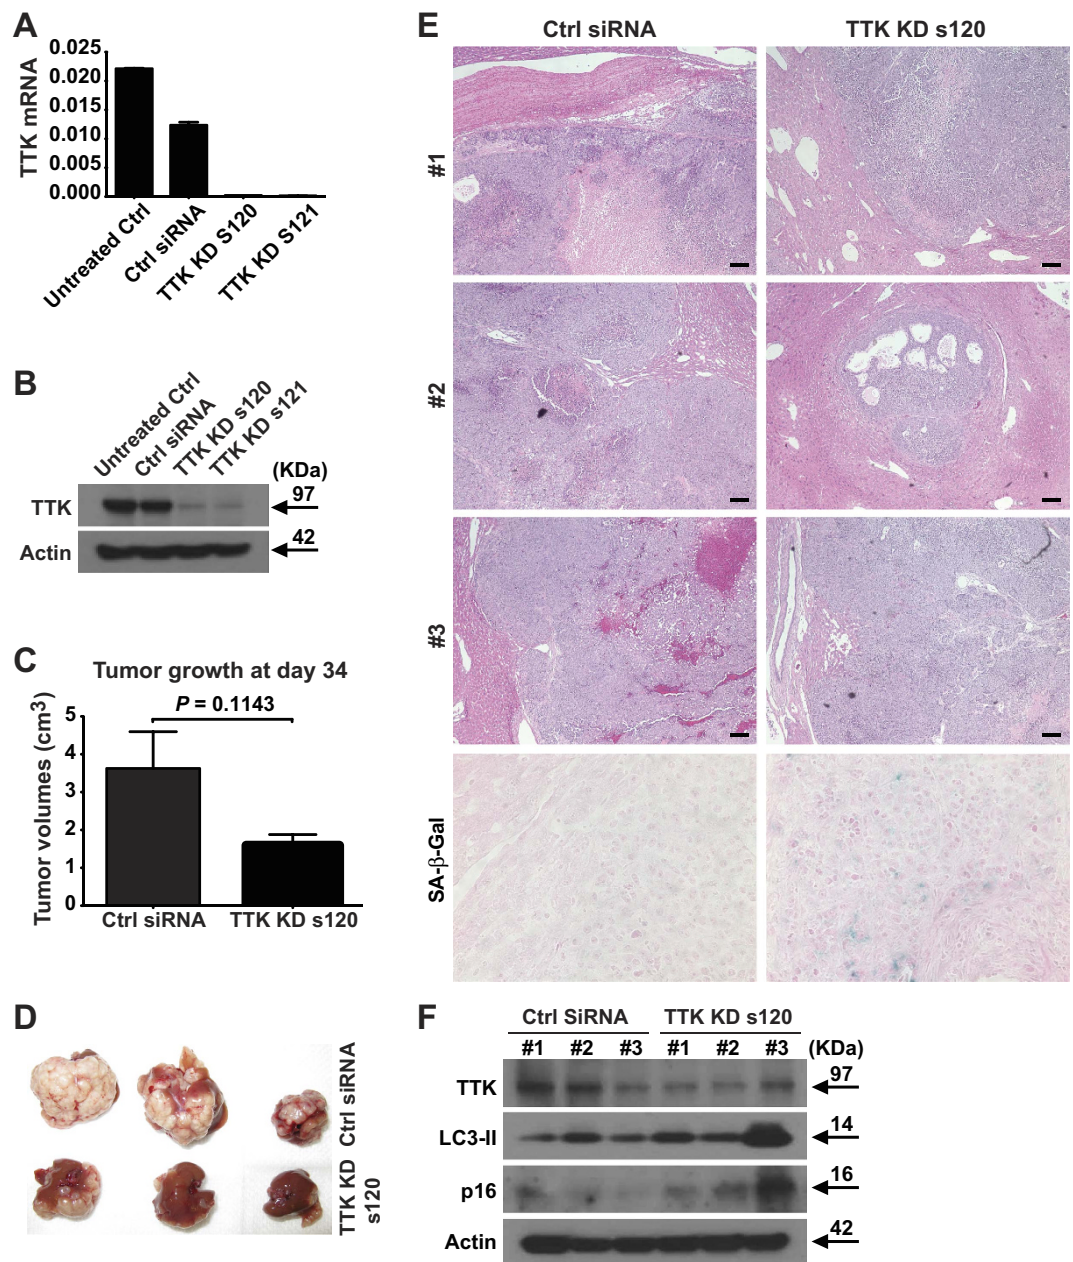 A
TTK mRNA
0.025
0.020
0.015
0.010
0.005
0.000
Untreated Ctrl
Ctrl siRNA
TTK KD S120
TTK KD S121
B
Untreated Ctrl
Ctrl siRNA
TTK KD s120
TTK KD s121
(KDa)
TTK
97
Actin
42
C
Tumor growth at day 34
P = 0.1143
Tumor volumes (cm³)
5
4
3
2
1
0
Ctrl siRNA
TTK KD s120
D
Ctrl siRNA
TTK KD
s120
E
Ctrl siRNA
TTK KD s120
#1
#2
#3
SA-β-Gal
F
Ctrl SiRNA
TTK KD s120
#1 #2 #3 #1 #2 #3 (KDa)
TTK
97
LC3-II
14
p16
16
Actin
42